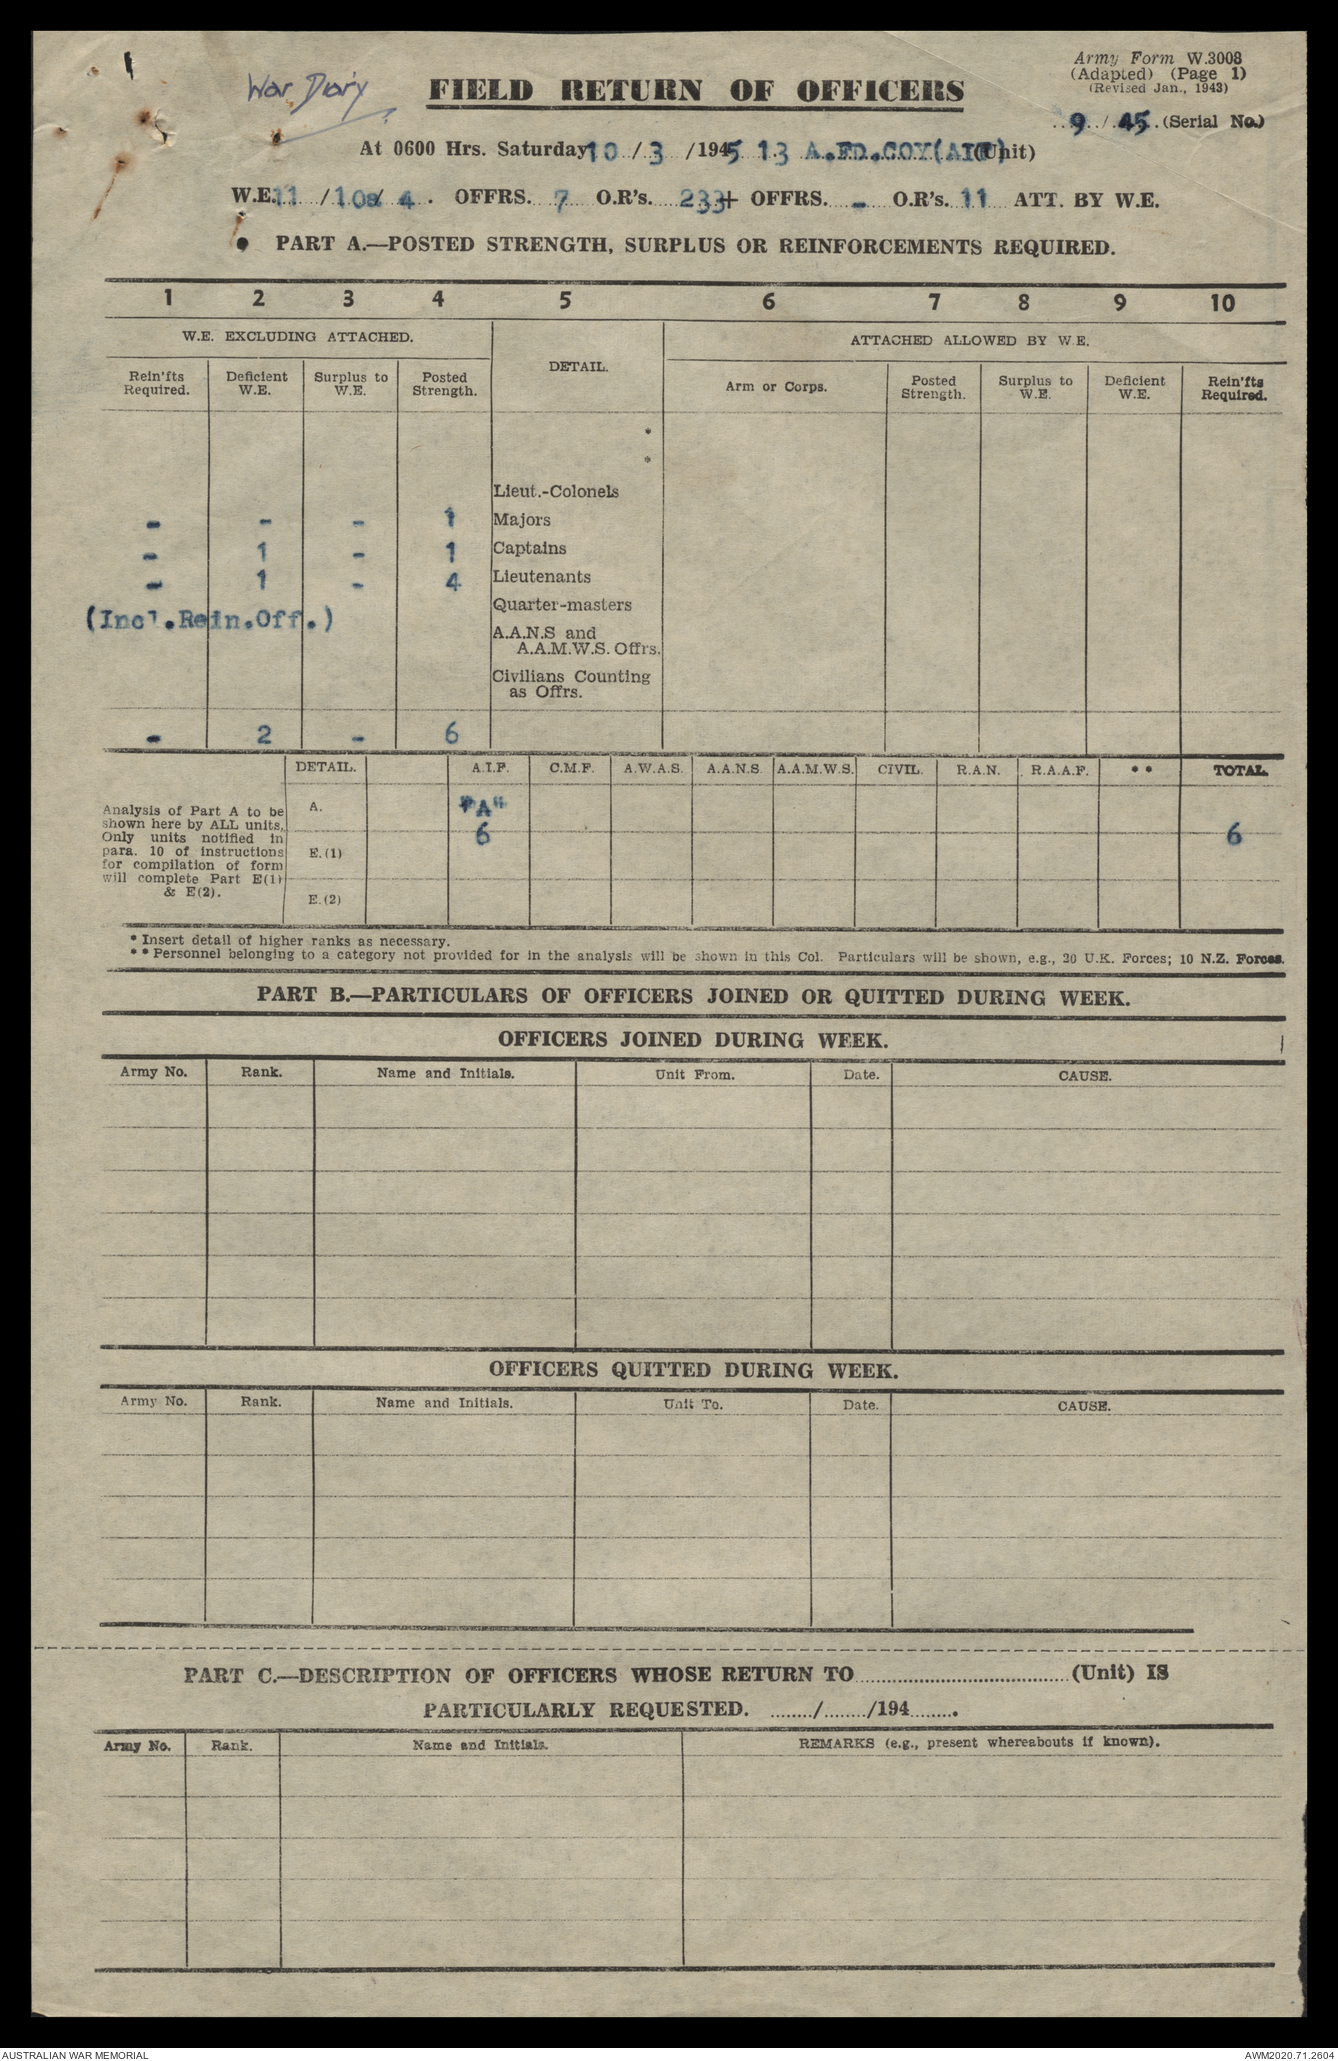 Army Form W.3008
(Adapted) (Page 1)
(Revised Jan., 1943)
War Diary
FIELD RETURN OF OFFICERS
9/45 (Serial No.)
At 0600 Hrs. Saturday 10/3/1945 13 A.FD.COY(AIF) (Unit)
W.E. 11/10a/4. OFFRS. 7 O.R's. 233+ OFFRS. - O.R's. 11 ATT. BY W.E.
PART A.—POSTED STRENGTH, SURPLUS OR REINFORCEMENTS REQUIRED.
1 2 3 4 5 6 7 8 9 10
W.E. EXCLUDING ATTACHED. DETAIL. ATTACHED ALLOWED BY W.E.
Rein'fts Required. Deficient W.E. Surplus to W.E. Posted Strength. Arm or Corps. Posted Strength. Surplus to W.E. Deficient W.E. Rein'fts Required.
*
*
Lieut.-Colonels
- - - 1 Majors
- 1 - 1 Captains
- 1 - 4 Lieutenants
(Incl.Rein.Off.) Quarter-masters
A.A.N.S and
A.A.M.W.S. Offrs.
Civilians Counting
as Offrs.
- 2 - 6
DETAIL. A.I.F. C.M.F. A.W.A.S. A.A.N.S. A.A.M.W.S. CIVIL. R.A.N. R.A.A.F. ** TOTAL.
Analysis of Part A to be
shown here by ALL units,
Only units notified in
para. 10 of instructions
for compilation of form
will complete Part E(1)
& E(2).
A. "A"
6 6
E.(1)
E.(2)
* Insert detail of higher ranks as necessary.
** Personnel belonging to a category not provided for in the analysis will be shown in this Col. Particulars will be shown, e.g., 20 U.K. Forces; 10 N.Z. Forces.
PART B.—PARTICULARS OF OFFICERS JOINED OR QUITTED DURING WEEK.
OFFICERS JOINED DURING WEEK.
Army No. Rank. Name and Initials. Unit From. Date. CAUSE.
OFFICERS QUITTED DURING WEEK.
Army No. Rank. Name and Initials. Unit To. Date. CAUSE.
PART C.—DESCRIPTION OF OFFICERS WHOSE RETURN TO.......................................(Unit) IS
PARTICULARLY REQUESTED. ......../......../194........
Army No. Rank. Name and Initials. REMARKS (e.g., present whereabouts if known).
AUSTRALIAN WAR MEMORIAL AWM2020.71.2604